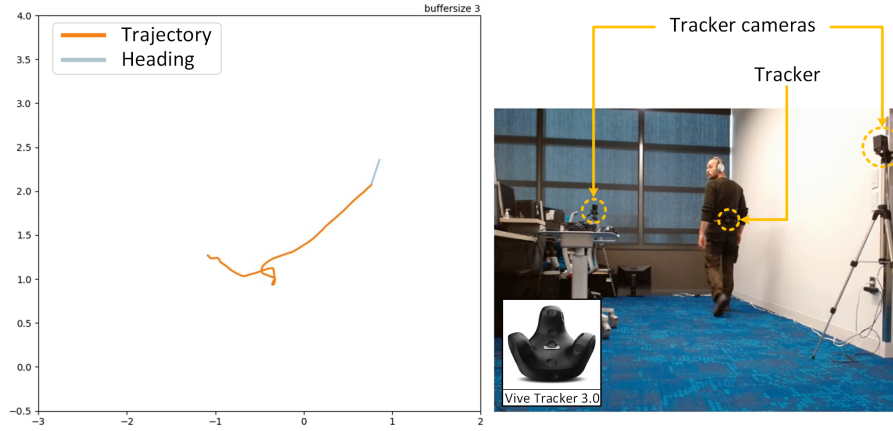 buffersize 3
Trajectory
Heading
4.0
3.5
3.0
2.5
2.0
1.5
1.0
0.5
0.0
−0.5
−3
−2
−1
0
1
2
Tracker cameras
Tracker
Vive Tracker 3.0